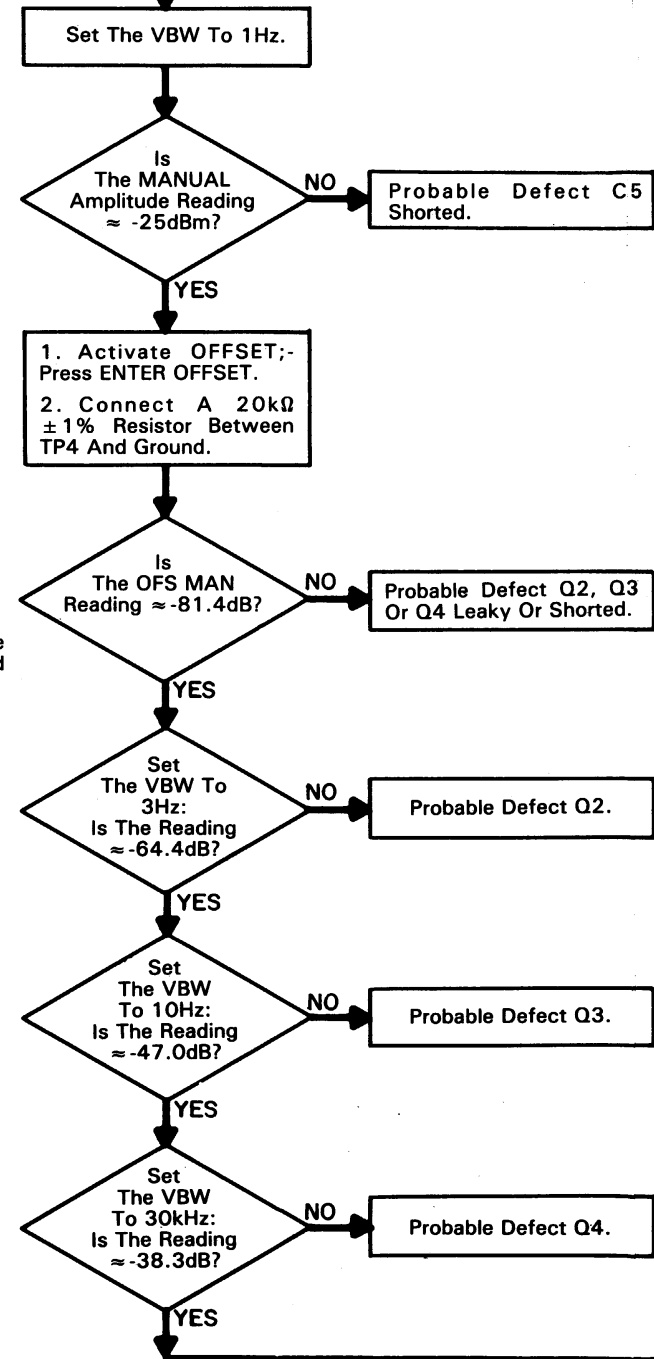 Set The VBW To 1Hz.
Is
The MANUAL
Amplitude Reading
≈ -25dBm?
NO
Probable Defect C5
Shorted.
YES
1. Activate OFFSET;-
Press ENTER OFFSET.
2. Connect A 20kΩ
±1% Resistor Between
TP4 And Ground.
Is
The OFS MAN
Reading ≈-81.4dB?
NO
Probable Defect Q2, Q3
Or Q4 Leaky Or Shorted.
YES
Set
The VBW To
3Hz:
Is The Reading
≈-64.4dB?
NO
Probable Defect Q2.
YES
Set
The VBW
To 10Hz:
Is The Reading
≈-47.0dB?
NO
Probable Defect Q3.
YES
Set
The VBW
To 30kHz:
Is The Reading
≈-38.3dB?
NO
Probable Defect Q4.
YES